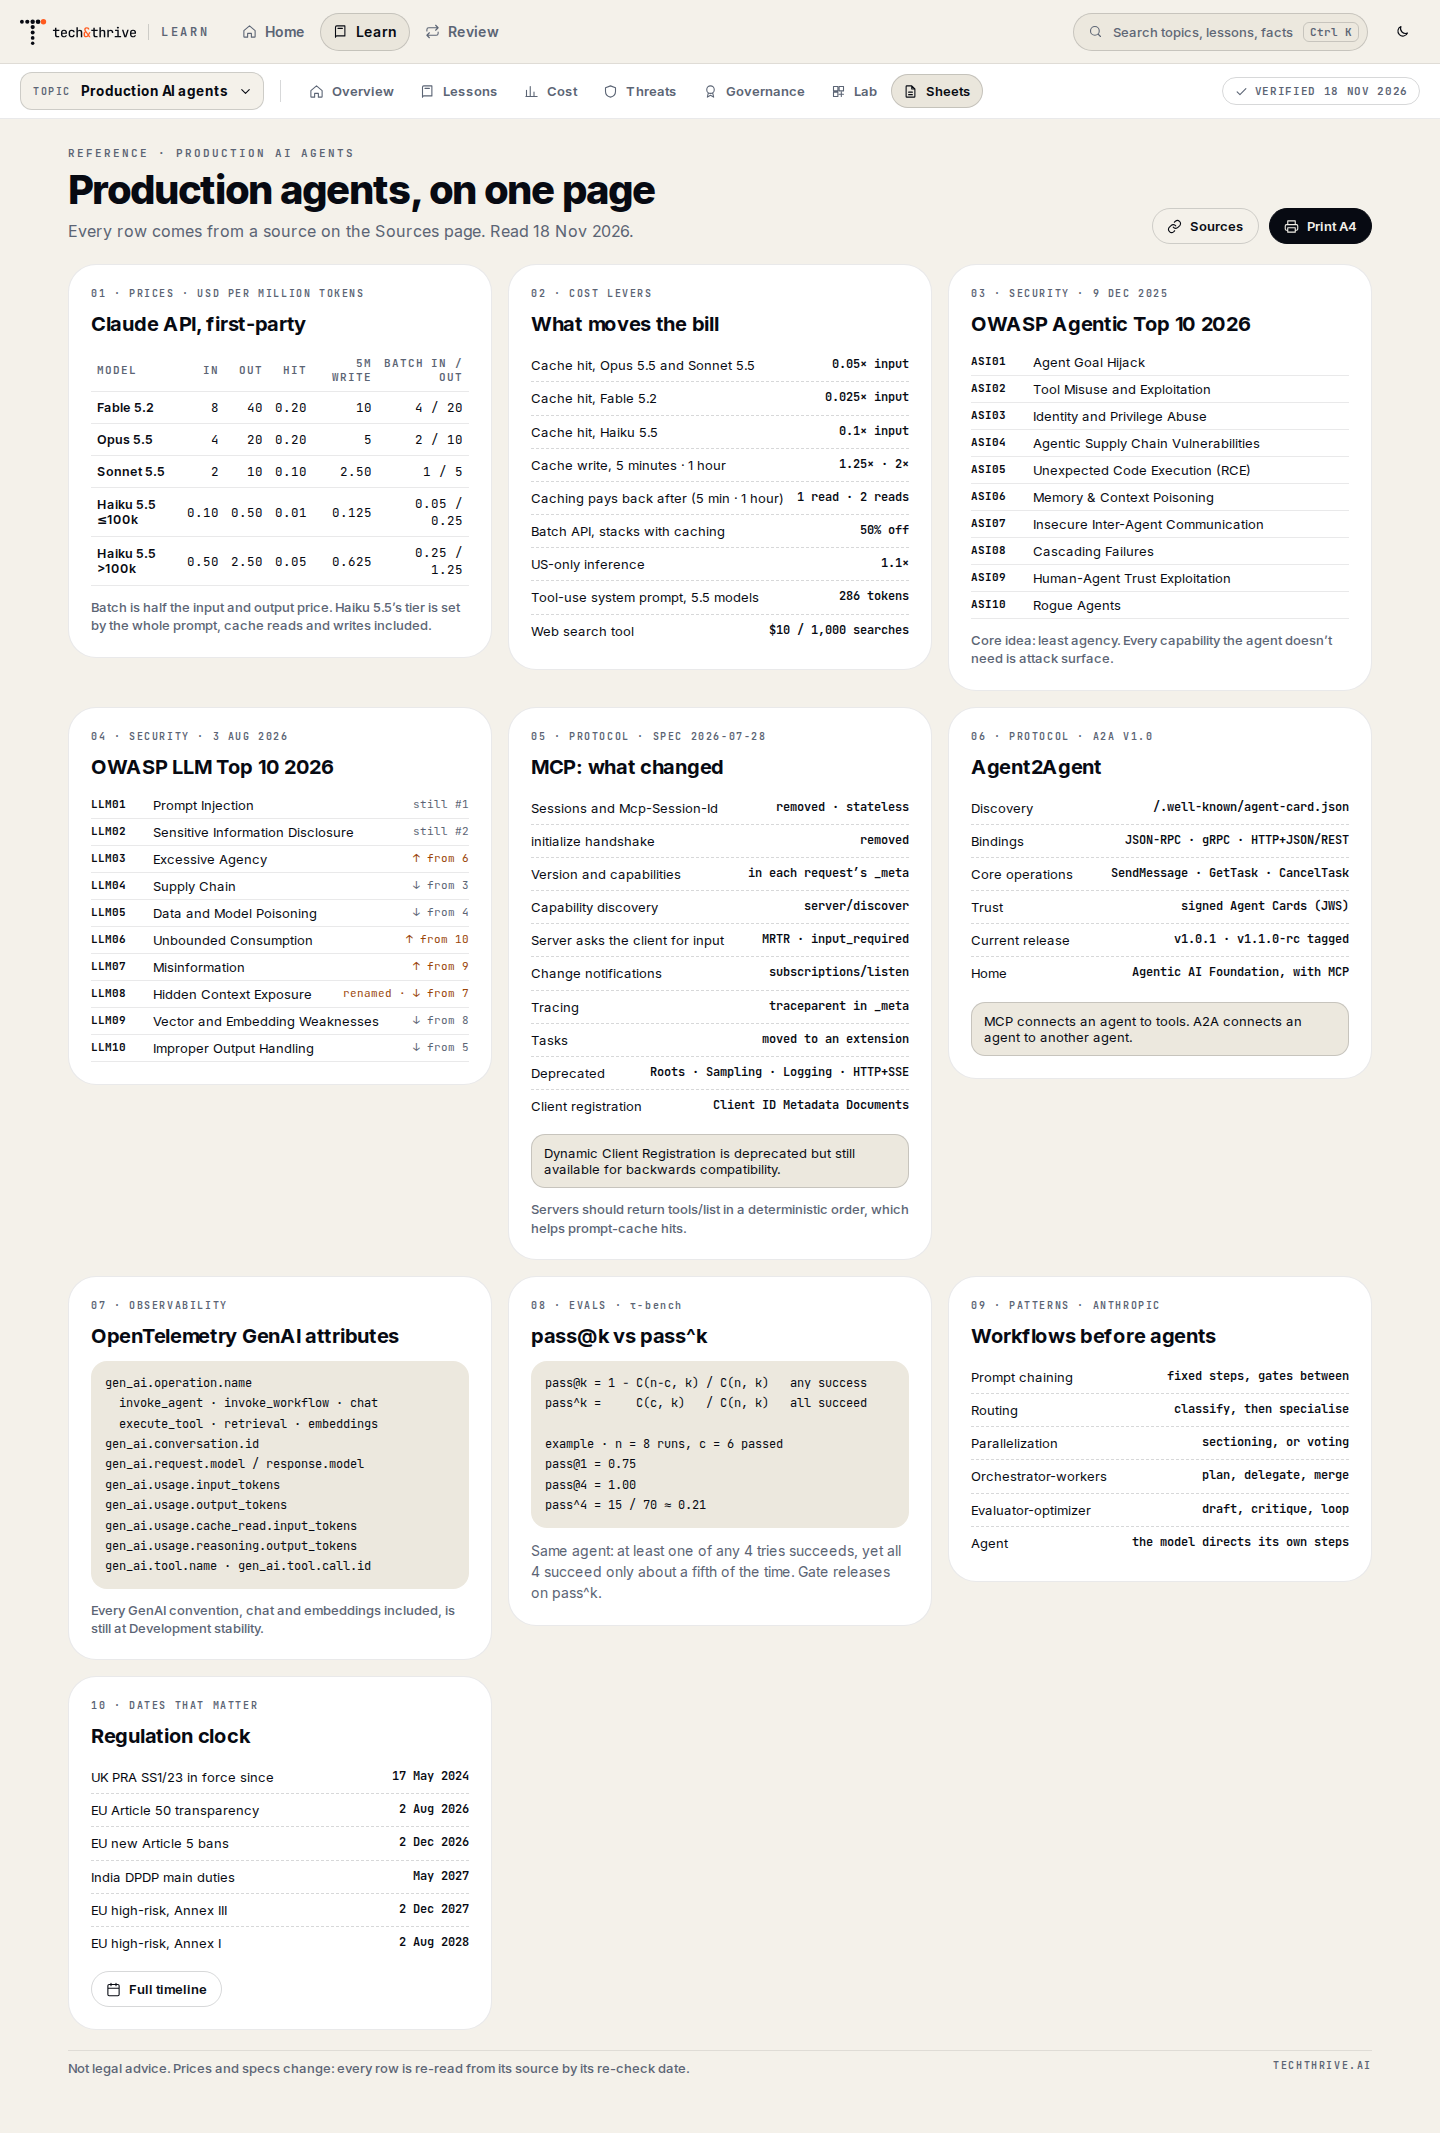 tech&thrive LEARN Home Learn Review Search topics, lessons, facts Ctrl K
TOPIC Production AI agents Overview Lessons Cost Threats Governance Lab Sheets VERIFIED 18 NOV 2026
REFERENCE · PRODUCTION AI AGENTS
Production agents, on one page
Every row comes from a source on the Sources page. Read 18 Nov 2026.
Sources Print A4
01 · PRICES · USD PER MILLION TOKENS
Claude API, first-party
MODEL IN OUT HIT 5M WRITE BATCH IN / OUT
Fable 5.2 8 40 0.20 10 4 / 20
Opus 5.5 4 20 0.20 5 2 / 10
Sonnet 5.5 2 10 0.10 2.50 1 / 5
Haiku 5.5 ≤100k 0.10 0.50 0.01 0.125 0.05 / 0.25
Haiku 5.5 >100k 0.50 2.50 0.05 0.625 0.25 / 1.25
Batch is half the input and output price. Haiku 5.5’s tier is set
by the whole prompt, cache reads and writes included.
02 · COST LEVERS
What moves the bill
Cache hit, Opus 5.5 and Sonnet 5.5 0.05× input
Cache hit, Fable 5.2 0.025× input
Cache hit, Haiku 5.5 0.1× input
Cache write, 5 minutes · 1 hour 1.25× · 2×
Caching pays back after (5 min · 1 hour) 1 read · 2 reads
Batch API, stacks with caching 50% off
US-only inference 1.1×
Tool-use system prompt, 5.5 models 286 tokens
Web search tool $10 / 1,000 searches
03 · SECURITY · 9 DEC 2025
OWASP Agentic Top 10 2026
ASI01 Agent Goal Hijack
ASI02 Tool Misuse and Exploitation
ASI03 Identity and Privilege Abuse
ASI04 Agentic Supply Chain Vulnerabilities
ASI05 Unexpected Code Execution (RCE)
ASI06 Memory & Context Poisoning
ASI07 Insecure Inter-Agent Communication
ASI08 Cascading Failures
ASI09 Human-Agent Trust Exploitation
ASI10 Rogue Agents
Core idea: least agency. Every capability the agent doesn’t
need is attack surface.
04 · SECURITY · 3 AUG 2026
OWASP LLM Top 10 2026
LLM01 Prompt Injection still #1
LLM02 Sensitive Information Disclosure still #2
LLM03 Excessive Agency ↑ from 6
LLM04 Supply Chain ↓ from 3
LLM05 Data and Model Poisoning ↓ from 4
LLM06 Unbounded Consumption ↑ from 10
LLM07 Misinformation ↑ from 9
LLM08 Hidden Context Exposure renamed · ↓ from 7
LLM09 Vector and Embedding Weaknesses ↓ from 8
LLM10 Improper Output Handling ↓ from 5
05 · PROTOCOL · SPEC 2026-07-28
MCP: what changed
Sessions and Mcp-Session-Id removed · stateless
initialize handshake removed
Version and capabilities in each request’s _meta
Capability discovery server/discover
Server asks the client for input MRTR · input_required
Change notifications subscriptions/listen
Tracing traceparent in _meta
Tasks moved to an extension
Deprecated Roots · Sampling · Logging · HTTP+SSE
Client registration Client ID Metadata Documents
Dynamic Client Registration is deprecated but still
available for backwards compatibility.
Servers should return tools/list in a deterministic order, which
helps prompt-cache hits.
06 · PROTOCOL · A2A V1.0
Agent2Agent
Discovery /.well-known/agent-card.json
Bindings JSON-RPC · gRPC · HTTP+JSON/REST
Core operations SendMessage · GetTask · CancelTask
Trust signed Agent Cards (JWS)
Current release v1.0.1 · v1.1.0-rc tagged
Home Agentic AI Foundation, with MCP
MCP connects an agent to tools. A2A connects an
agent to another agent.
07 · OBSERVABILITY
OpenTelemetry GenAI attributes
gen_ai.operation.name
invoke_agent · invoke_workflow · chat
execute_tool · retrieval · embeddings
gen_ai.conversation.id
gen_ai.request.model / response.model
gen_ai.usage.input_tokens
gen_ai.usage.output_tokens
gen_ai.usage.cache_read.input_tokens
gen_ai.usage.reasoning.output_tokens
gen_ai.tool.name · gen_ai.tool.call.id
Every GenAI convention, chat and embeddings included, is
still at Development stability.
08 · EVALS · τ-bench
pass@k vs pass^k
pass@k = 1 - C(n-c, k) / C(n, k) any success
pass^k = C(c, k) / C(n, k) all succeed
example · n = 8 runs, c = 6 passed
pass@1 = 0.75
pass@4 = 1.00
pass^4 = 15 / 70 ≈ 0.21
Same agent: at least one of any 4 tries succeeds, yet all
4 succeed only about a fifth of the time. Gate releases
on pass^k.
09 · PATTERNS · ANTHROPIC
Workflows before agents
Prompt chaining fixed steps, gates between
Routing classify, then specialise
Parallelization sectioning, or voting
Orchestrator-workers plan, delegate, merge
Evaluator-optimizer draft, critique, loop
Agent the model directs its own steps
10 · DATES THAT MATTER
Regulation clock
UK PRA SS1/23 in force since 17 May 2024
EU Article 50 transparency 2 Aug 2026
EU new Article 5 bans 2 Dec 2026
India DPDP main duties May 2027
EU high-risk, Annex III 2 Dec 2027
EU high-risk, Annex I 2 Aug 2028
Full timeline
Not legal advice. Prices and specs change: every row is re-read from its source by its re-check date. TECHTHRIVE.AI